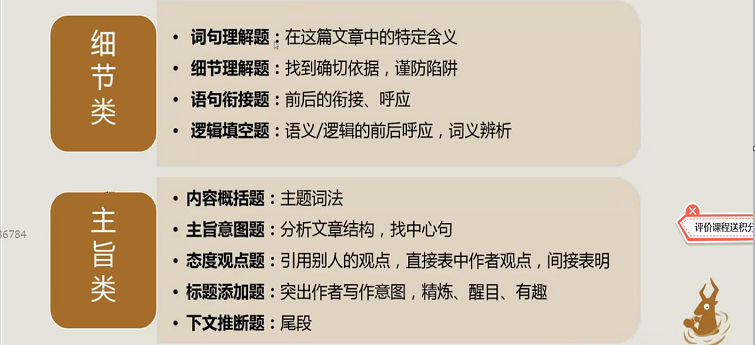 细节类
• 词句理解题：在这篇文章中的特定含义
• 细节理解题：找到确切依据，谨防陷阱
• 语句衔接题：前后的衔接、呼应
• 逻辑填空题：语义/逻辑的前后呼应，词义辨析
主旨类
• 内容概括题：主题词法
• 主旨意图题：分析文章结构，找中心句
• 态度观点题：引用别人的观点，直接表中作者观点，间接表明
• 标题添加题：突出作者写作意图，精炼、醒目、有趣
• 下文推断题：尾段
36784
评价课程送积分